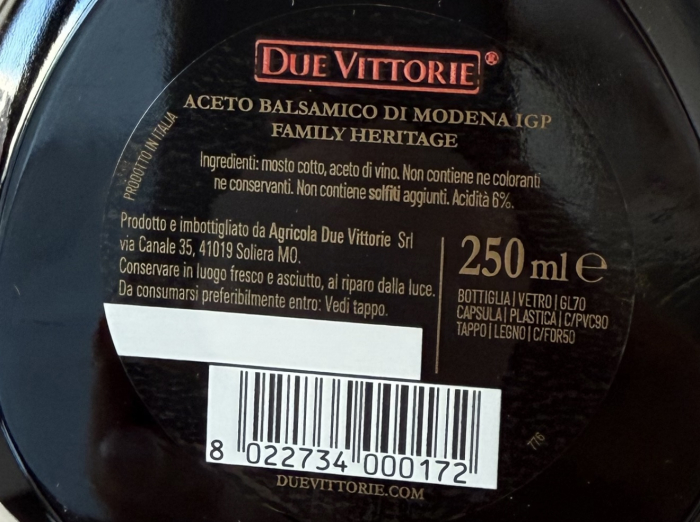 DUE VITTORIE®
ACETO BALSAMICO DI MODENA IGP
FAMILY HERITAGE
PRODOTTO IN ITALIA
Ingredienti: mosto cotto, aceto di vino. Non contiene ne coloranti
ne conservanti. Non contiene solfiti aggiunti. Acidità 6%.
Prodotto e imbottigliato da Agricola Due Vittorie Srl
via Canale 35, 41019 Soliera MO.
Conservare in luogo fresco e asciutto, al riparo dalla luce.
Da consumarsi preferibilmente entro: Vedi tappo.
250 ml e
BOTTIGLIA | VETRO | GL70
CAPSULA | PLASTICA | C/PVC90
TAPPO | LEGNO | C/FOR50
8 022734 000172
776
DUEVITTORIE.COM